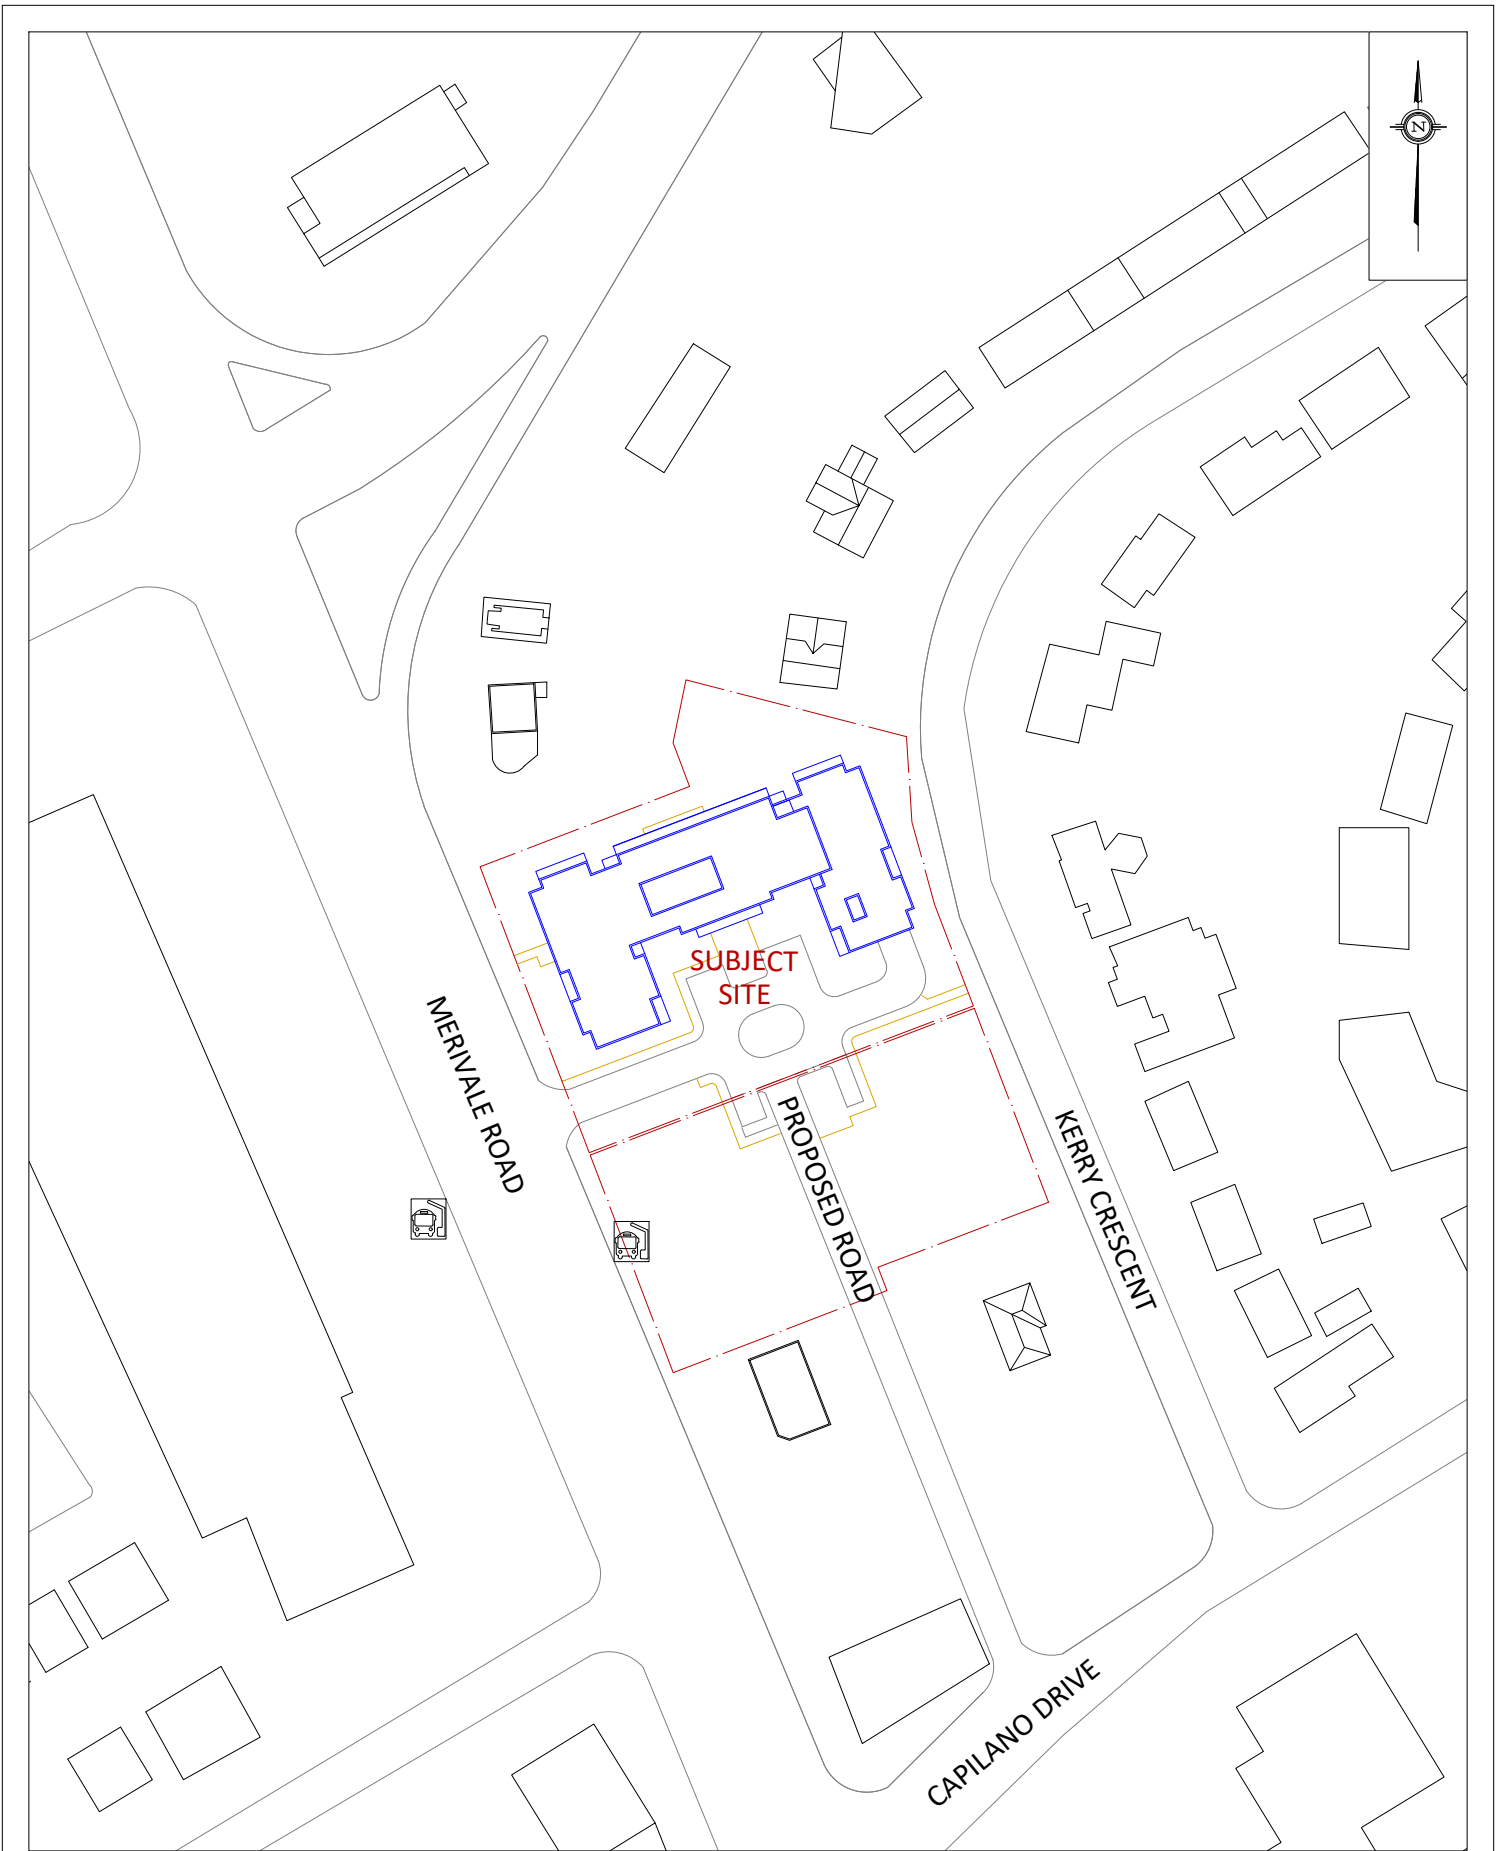 N
SUBJECT
SITE
MERIVALE ROAD
PROPOSED ROAD
KERRY CRESCENT
CAPILANO DRIVE